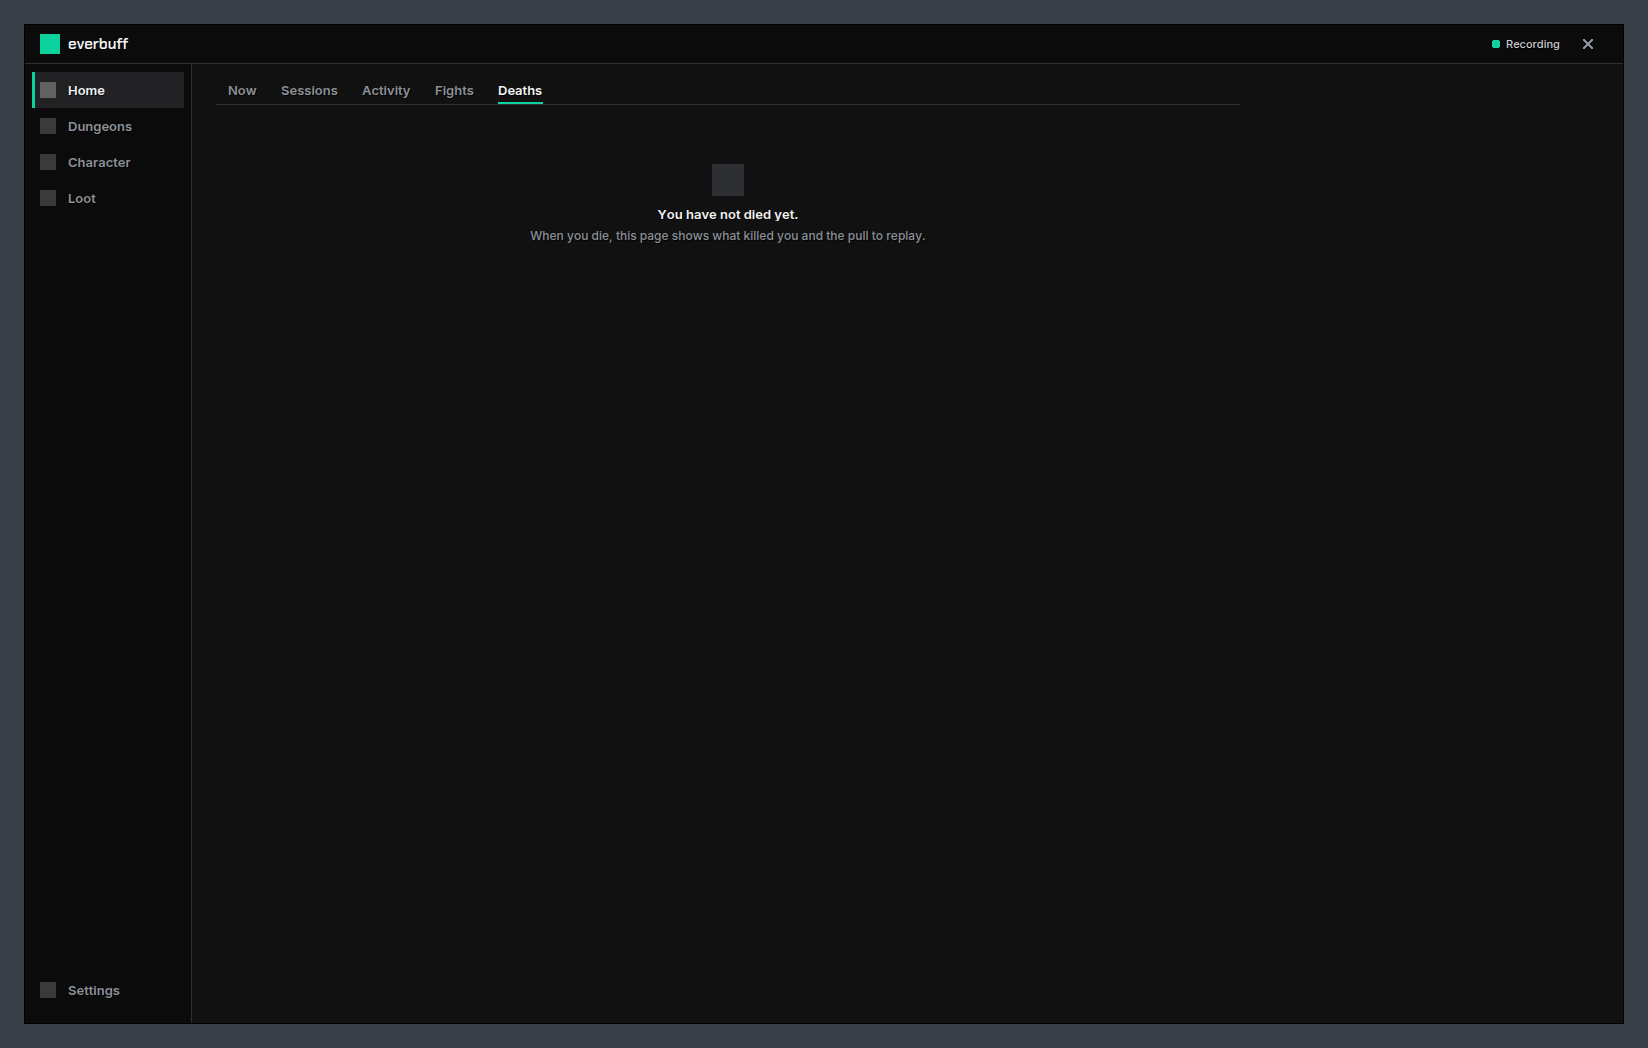 everbuff
Recording
Home
Dungeons
Character
Loot
Settings
Now Sessions Activity Fights Deaths
You have not died yet.
When you die, this page shows what killed you and the pull to replay.